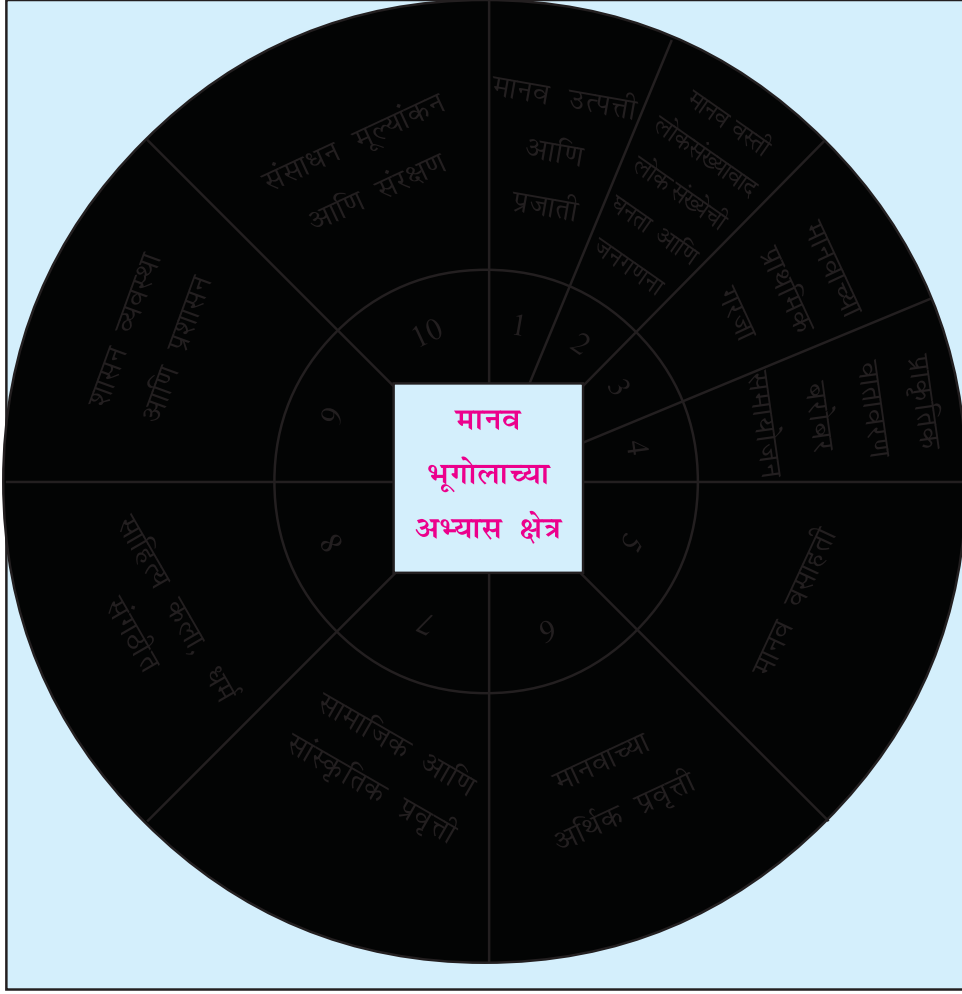 मानव
भूगोलाच्या
अभ्यास क्षेत्र
1
मानव उत्पत्ती
आणि
प्रजाती
2
मानव वस्ती
लोकसंख्यावाद
लोक संख्येची
घनता आणि
जनगणना
3
मानवाच्या
प्राथमिक
गरजा
4
प्राकृतिक
वातावरण
बरोबर
समायोजन
5
मानव वसाहती
6
मानवाच्या
अर्थिक प्रवृत्ती
7
सामाजिक आणि
सांस्कृतिक प्रवृत्ती
8
साहित्य कला, धर्म
संगठीत
9
शासन व्यवस्था
आणि प्रशासन
10
संसाधन मूल्यांकन
आणि संरक्षण